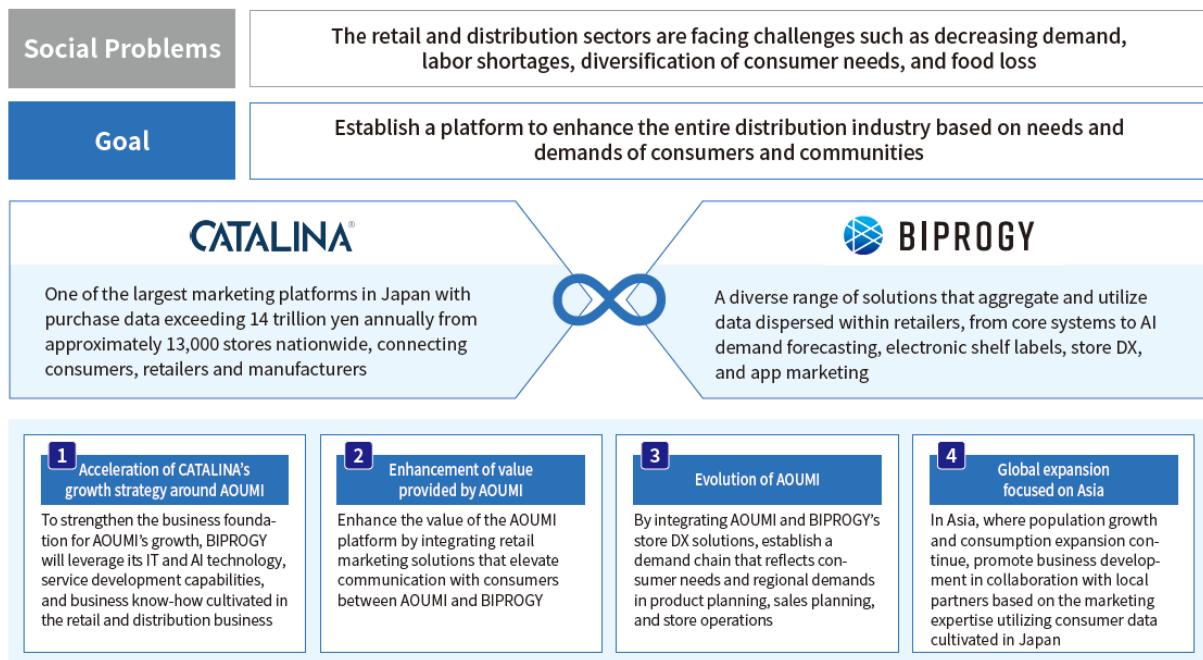 Social Problems
The retail and distribution sectors are facing challenges such as decreasing demand,
labor shortages, diversification of consumer needs, and food loss
Goal
Establish a platform to enhance the entire distribution industry based on needs and
demands of consumers and communities
CATALINA®
One of the largest marketing platforms in Japan with
purchase data exceeding 14 trillion yen annually from
approximately 13,000 stores nationwide, connecting
consumers, retailers and manufacturers
BIPROGY
A diverse range of solutions that aggregate and utilize
data dispersed within retailers, from core systems to AI
demand forecasting, electronic shelf labels, store DX,
and app marketing
1
Acceleration of CATALINA's
growth strategy around AOUMI
To strengthen the business founda-
tion for AOUMI's growth, BIPROGY
will leverage its IT and AI technology,
service development capabilities,
and business know-how cultivated in
the retail and distribution business
2
Enhancement of value
provided by AOUMI
Enhance the value of the AOUMI
platform by integrating retail
marketing solutions that elevate
communication with consumers
between AOUMI and BIPROGY
3
Evolution of AOUMI
By integrating AOUMI and BIPROGY's
store DX solutions, establish a
demand chain that reflects con-
sumer needs and regional demands
in product planning, sales planning,
and store operations
4
Global expansion
focused on Asia
In Asia, where population growth
and consumption expansion con-
tinue, promote business develop-
ment in collaboration with local
partners based on the marketing
expertise utilizing consumer data
cultivated in Japan